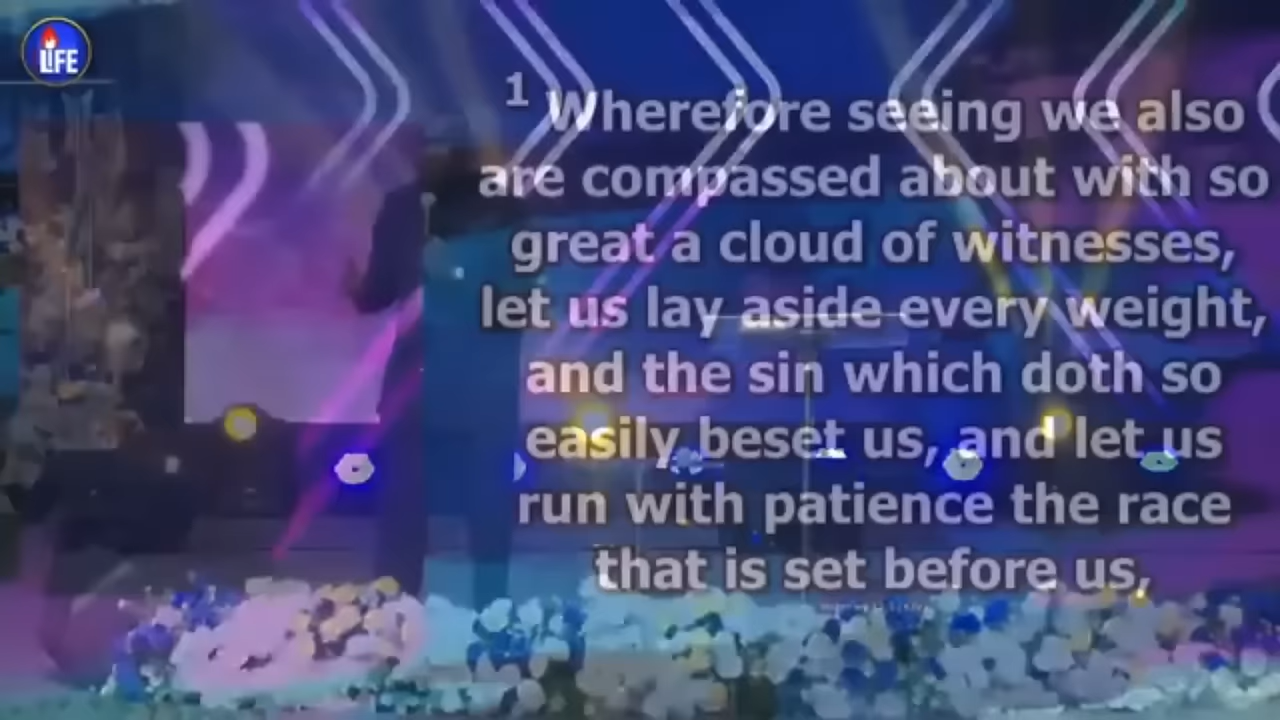 LIFE
1 Wherefore seeing we also
are compassed about with so
great a cloud of witnesses,
let us lay aside every weight,
and the sin which doth so
easily beset us, and let us
run with patience the race
that is set before us,